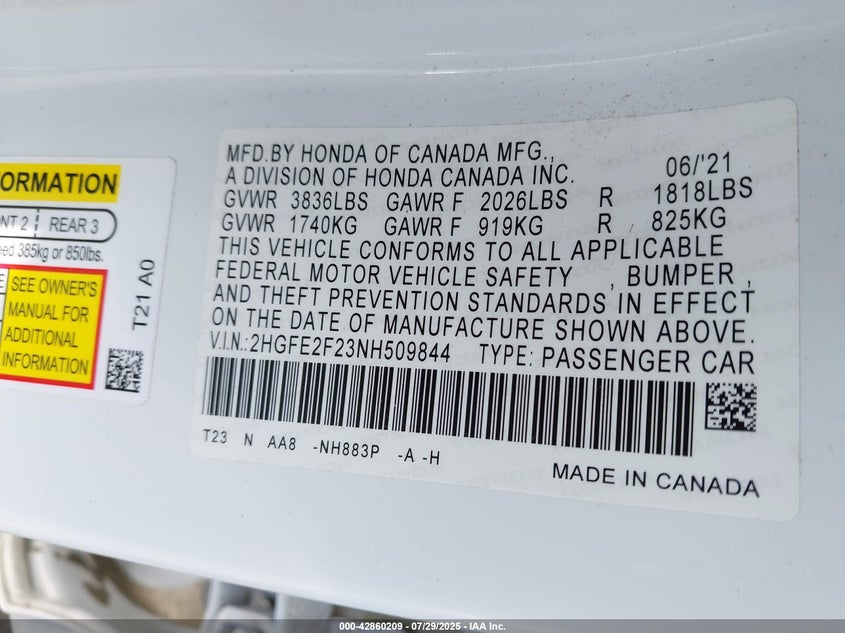 ORMATION
NT 2 | REAR 3
eed 385kg or 850lbs.
SEE OWNER'S
MANUAL FOR
ADDITIONAL
INFORMATION
T21 A0
MFD.BY HONDA OF CANADA MFG.,
A DIVISION OF HONDA CANADA INC. 06/'21
GVWR 3836LBS GAWR F 2026LBS R 1818LBS
GVWR 1740KG GAWR F 919KG R 825KG
THIS VEHICLE CONFORMS TO ALL APPLICABLE
FEDERAL MOTOR VEHICLE SAFETY , BUMPER ,
AND THEFT PREVENTION STANDARDS IN EFFECT
ON THE DATE OF MANUFACTURE SHOWN ABOVE.
V.I.N.:2HGFE2F23NH509844 TYPE: PASSENGER CAR
T23 N AA8 -NH883P -A -H
MADE IN CANADA
000-42860209 - 07/29/2025 - IAA Inc.